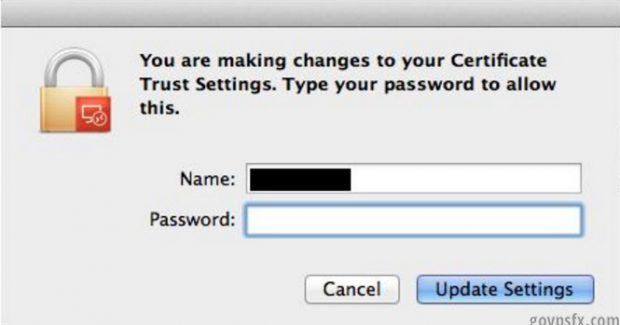 You are making changes to your Certificate
Trust Settings. Type your password to allow
this.
Name:
Password:
Cancel
Update Settings
govpsfx.com